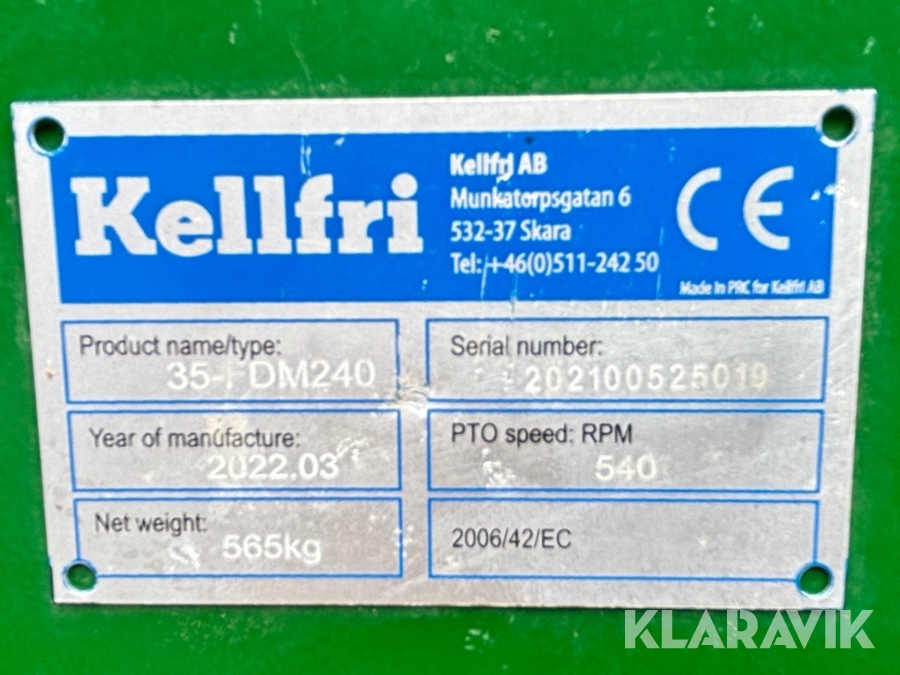 Kellfri
Kellfri AB
Munkatorpsgatan 6
532-37 Skara
Tel: +46(0)511-242 50
CE
Made in PRC for Kellfri AB
Product name/type:
35-FDM240
Serial number:
202100525019
Year of manufacture:
2022.03
PTO speed: RPM
540
Net weight:
565kg
2006/42/EC
KLARAVIK